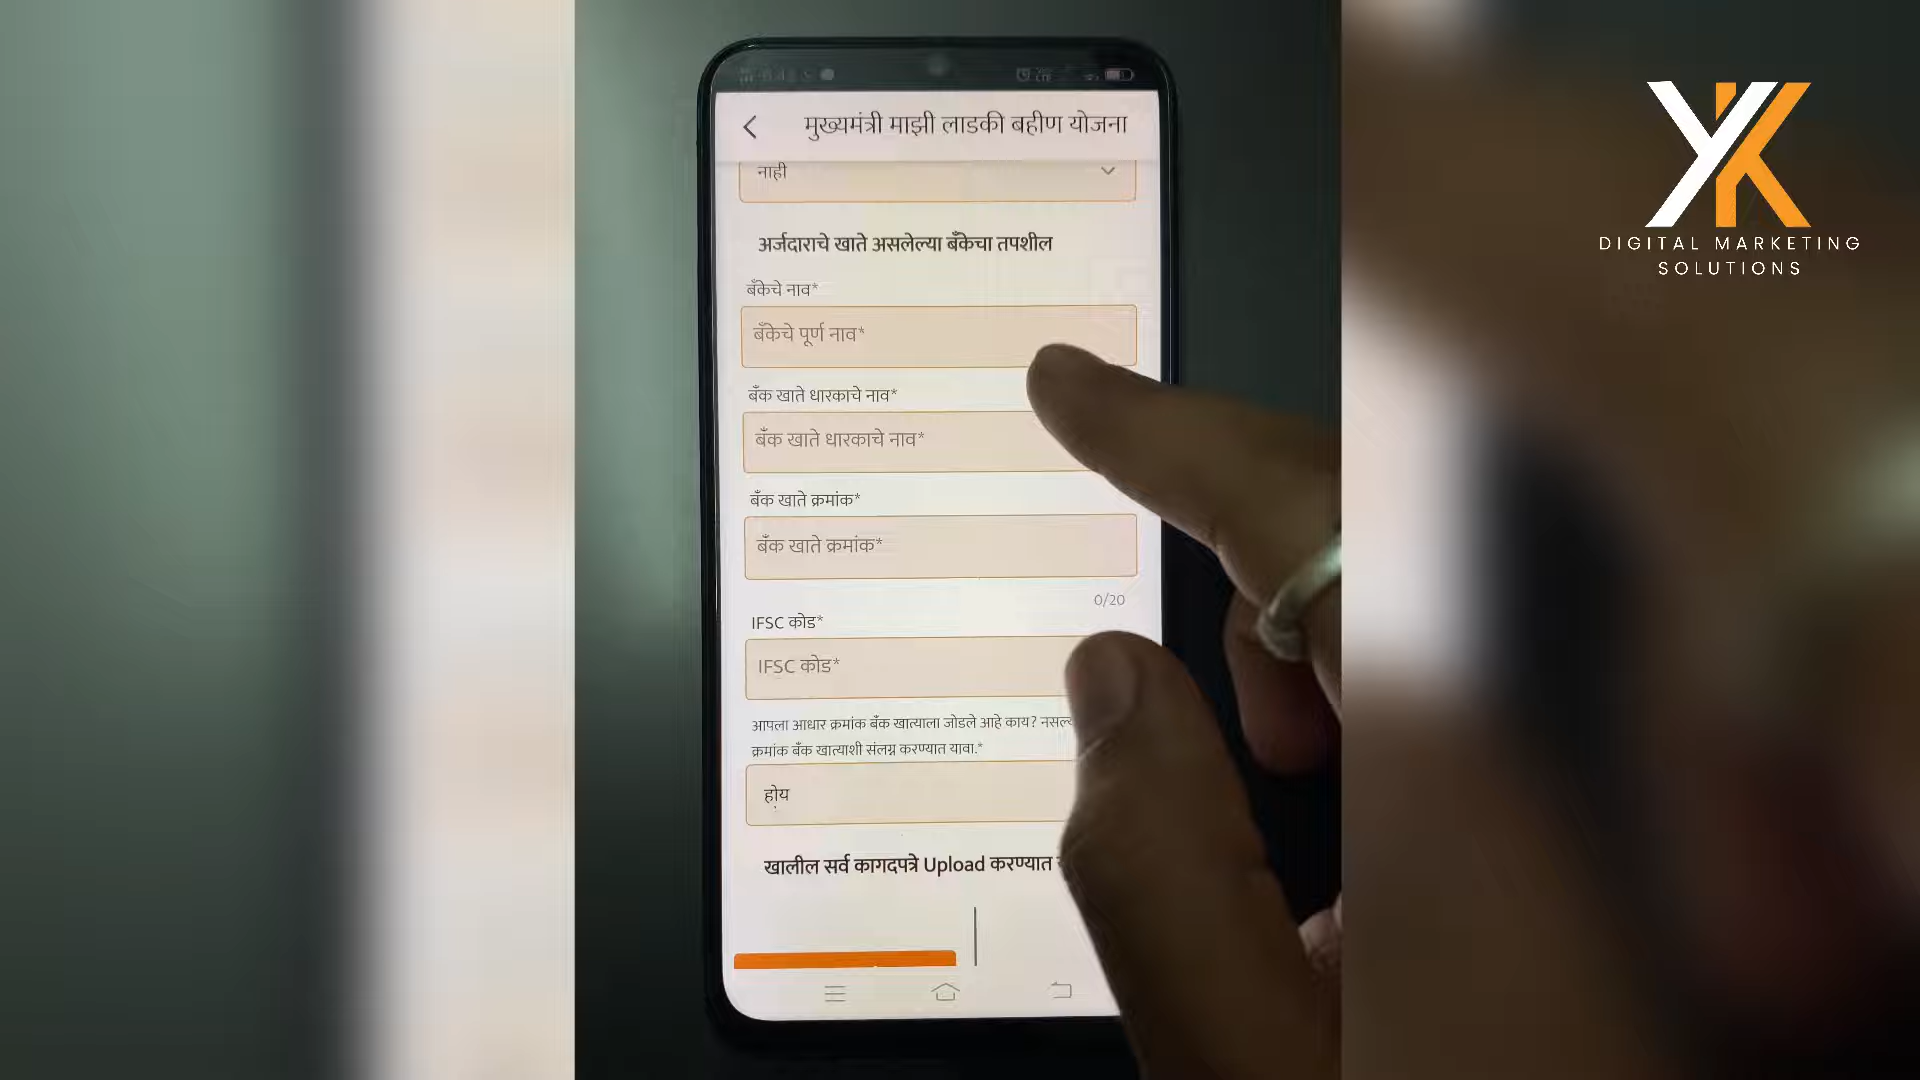 मुख्यमंत्री माझी लाडकी बहीण योजना
नाही
अर्जदाराचे खाते असलेल्या बँकेचा तपशील
बँकेचे नाव*
बँकेचे पूर्ण नाव*
बँक खाते धारकाचे नाव*
बँक खाते धारकाचे नाव*
बँक खाते क्रमांक*
बँक खाते क्रमांक*
0/20
IFSC कोड*
IFSC कोड*
आपला आधार क्रमांक बँक खात्याला जोडले आहे काय?
क्रमांक बँक खात्याशी संलग्न करण्यात यावा.*
होय
खालील सर्व कागदपत्रे Upload करण्यात
YK
DIGITAL MARKETING
SOLUTIONS